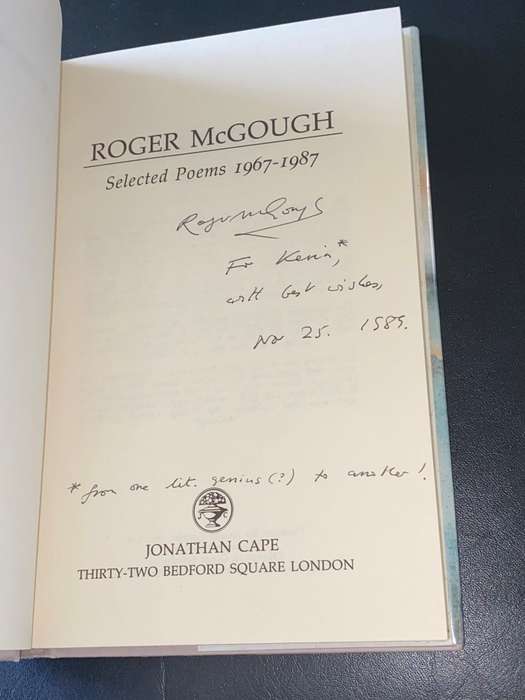 ROGER McGOUGH
Selected Poems 1967-1987
Roger McGough
For Kevin,*
with best wishes,
Nov 25. 1989.
* from one lit. genius (?) to another!
JONATHAN CAPE
THIRTY-TWO BEDFORD SQUARE LONDON